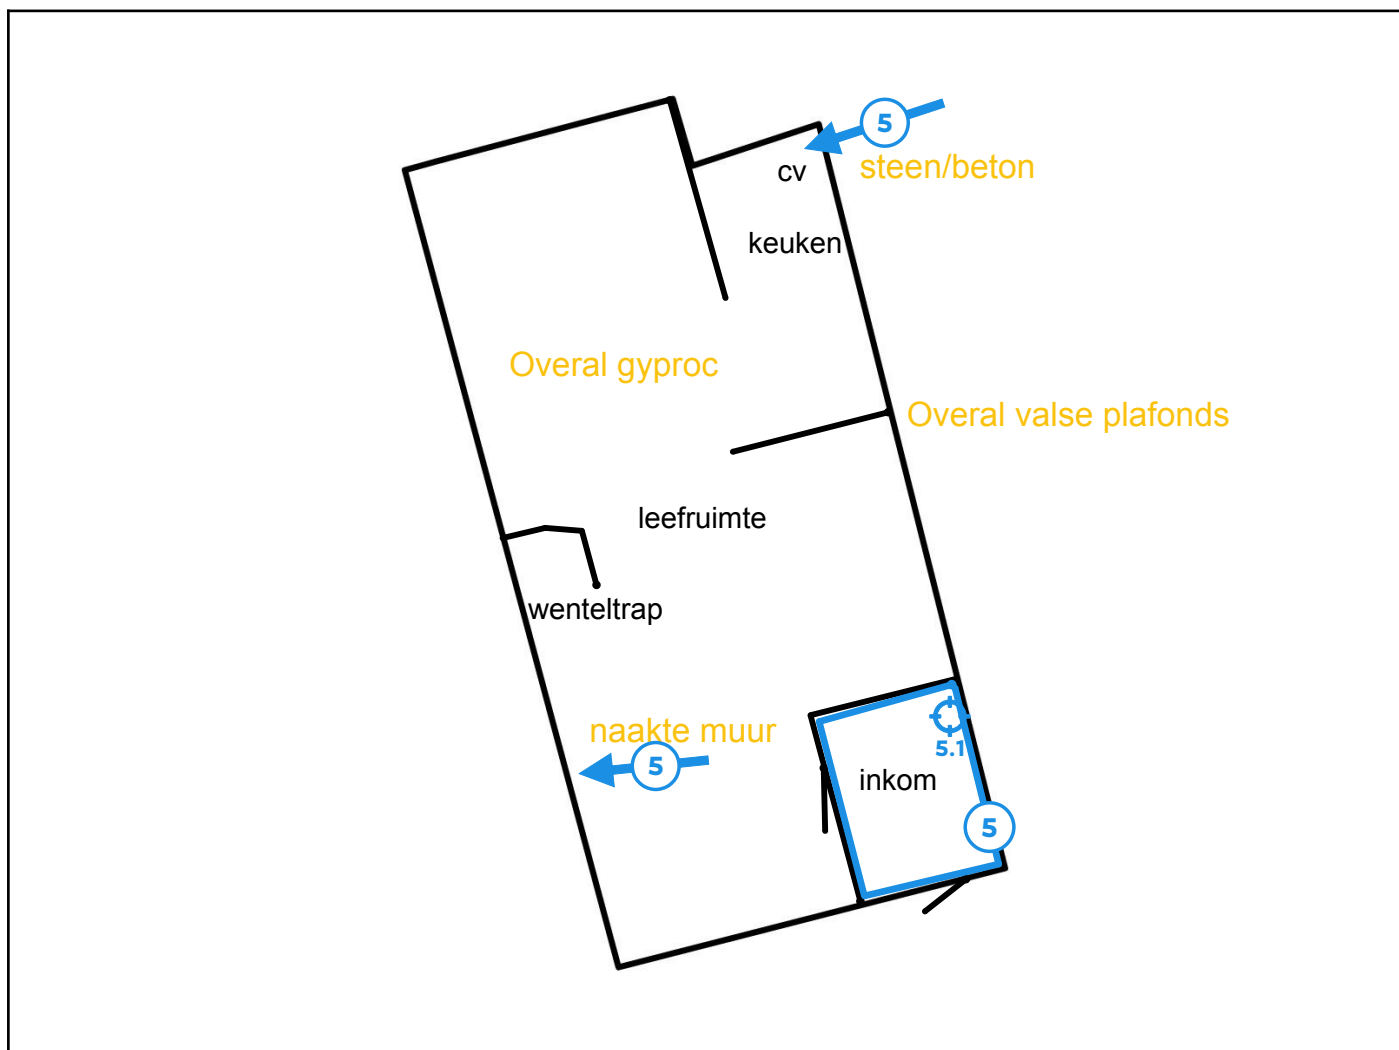 5
steen/beton
cv
keuken
Overal gyproc
Overal valse plafonds
leefruimte
wenteltrap
naakte muur
5
5.1
inkom
5